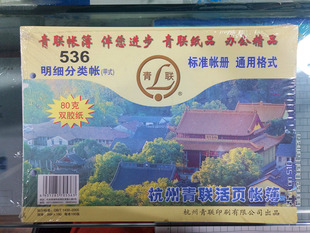 青联帐簿 伴您进步 青联纸品 办公精品
536
明细分类帐(甲式)
青联
标准帐册 通用格式
80克
双胶纸
杭州青联活页帐簿
杭州青联印刷有限公司出品